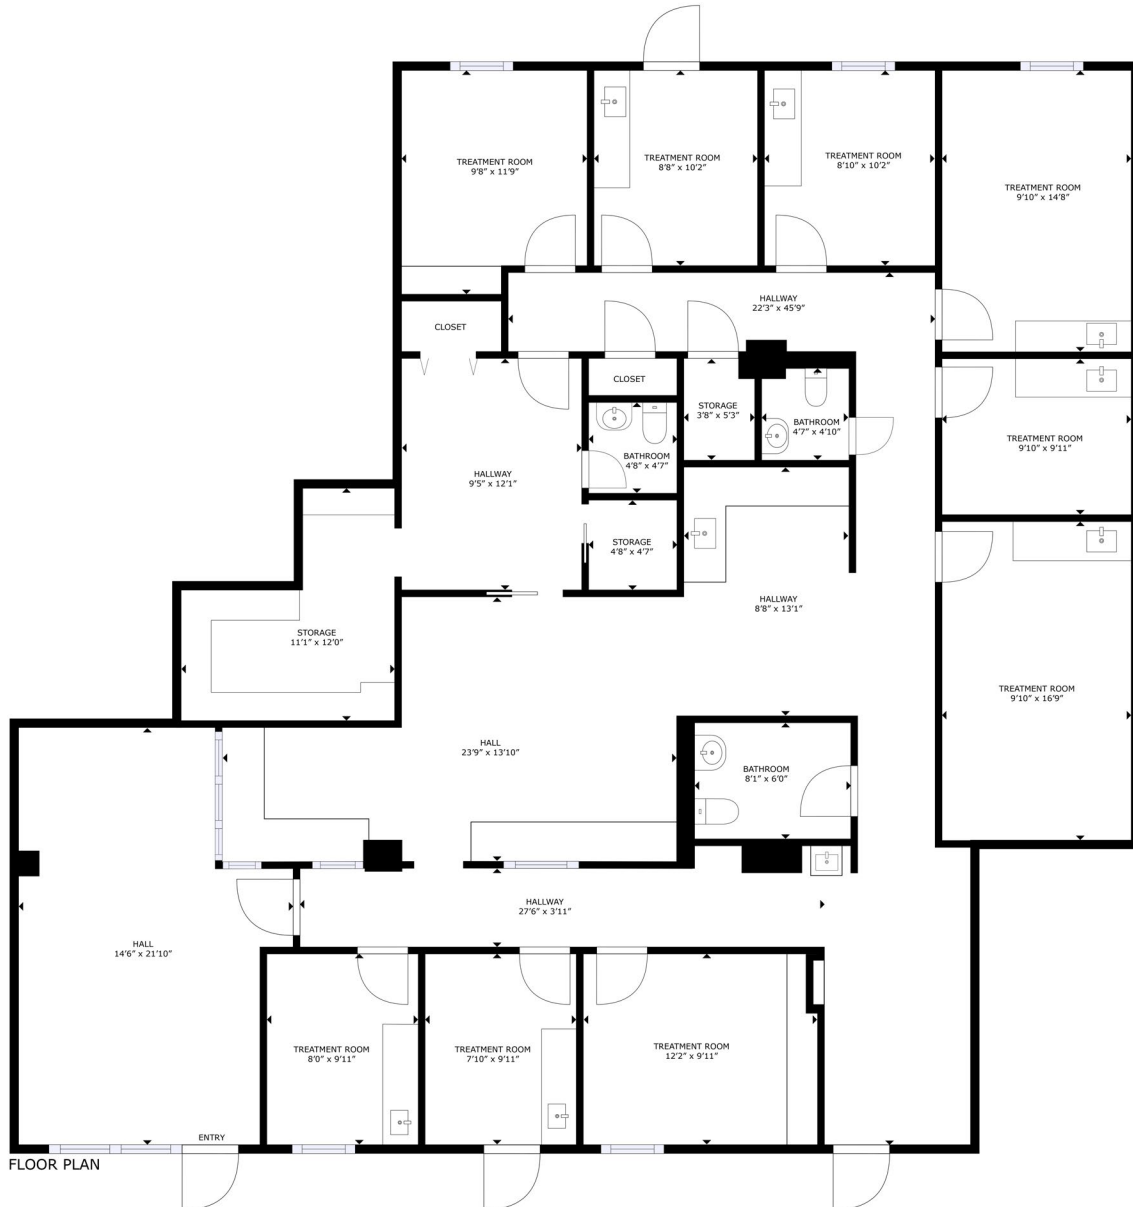 TREATMENT ROOM
9'8" x 11'9"
TREATMENT ROOM
8'8" x 10'2"
TREATMENT ROOM
8'10" x 10'2"
TREATMENT ROOM
9'10" x 14'8"
HALLWAY
22'3" x 45'9"
CLOSET
CLOSET
STORAGE
3'8" x 5'3"
BATHROOM
4'7" x 4'10"
TREATMENT ROOM
9'10" x 9'11"
BATHROOM
4'8" x 4'7"
HALLWAY
9'5" x 12'1"
STORAGE
4'8" x 4'7"
HALLWAY
8'8" x 13'1"
STORAGE
11'1" x 12'0"
TREATMENT ROOM
9'10" x 16'9"
HALL
23'9" x 13'10"
BATHROOM
8'1" x 6'0"
HALLWAY
27'6" x 3'11"
HALL
14'6" x 21'10"
TREATMENT ROOM
8'0" x 9'11"
TREATMENT ROOM
7'10" x 9'11"
TREATMENT ROOM
12'2" x 9'11"
ENTRY
FLOOR PLAN